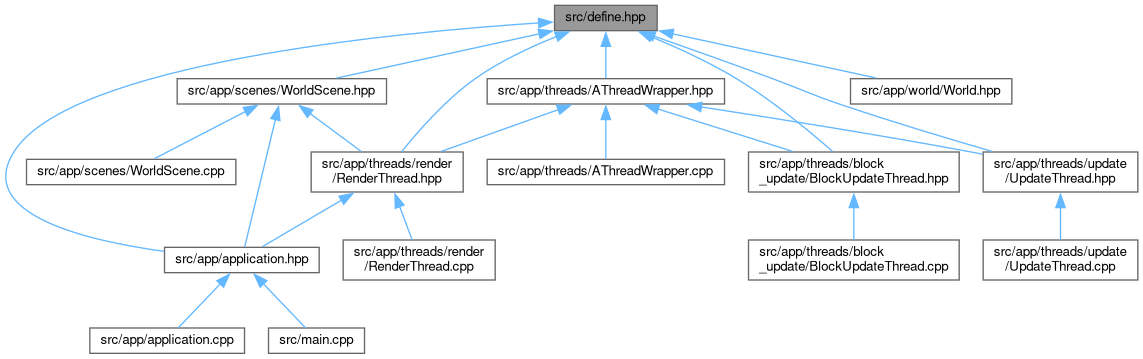 src/define.hpp
src/app/scenes/WorldScene.hpp
src/app/threads/AThreadWrapper.hpp
src/app/world/World.hpp
src/app/scenes/WorldScene.cpp
src/app/threads/render
/RenderThread.hpp
src/app/threads/AThreadWrapper.cpp
src/app/threads/block
_update/BlockUpdateThread.hpp
src/app/threads/update
/UpdateThread.hpp
src/app/application.hpp
src/app/threads/render
/RenderThread.cpp
src/app/threads/block
_update/BlockUpdateThread.cpp
src/app/threads/update
/UpdateThread.cpp
src/app/application.cpp
src/main.cpp